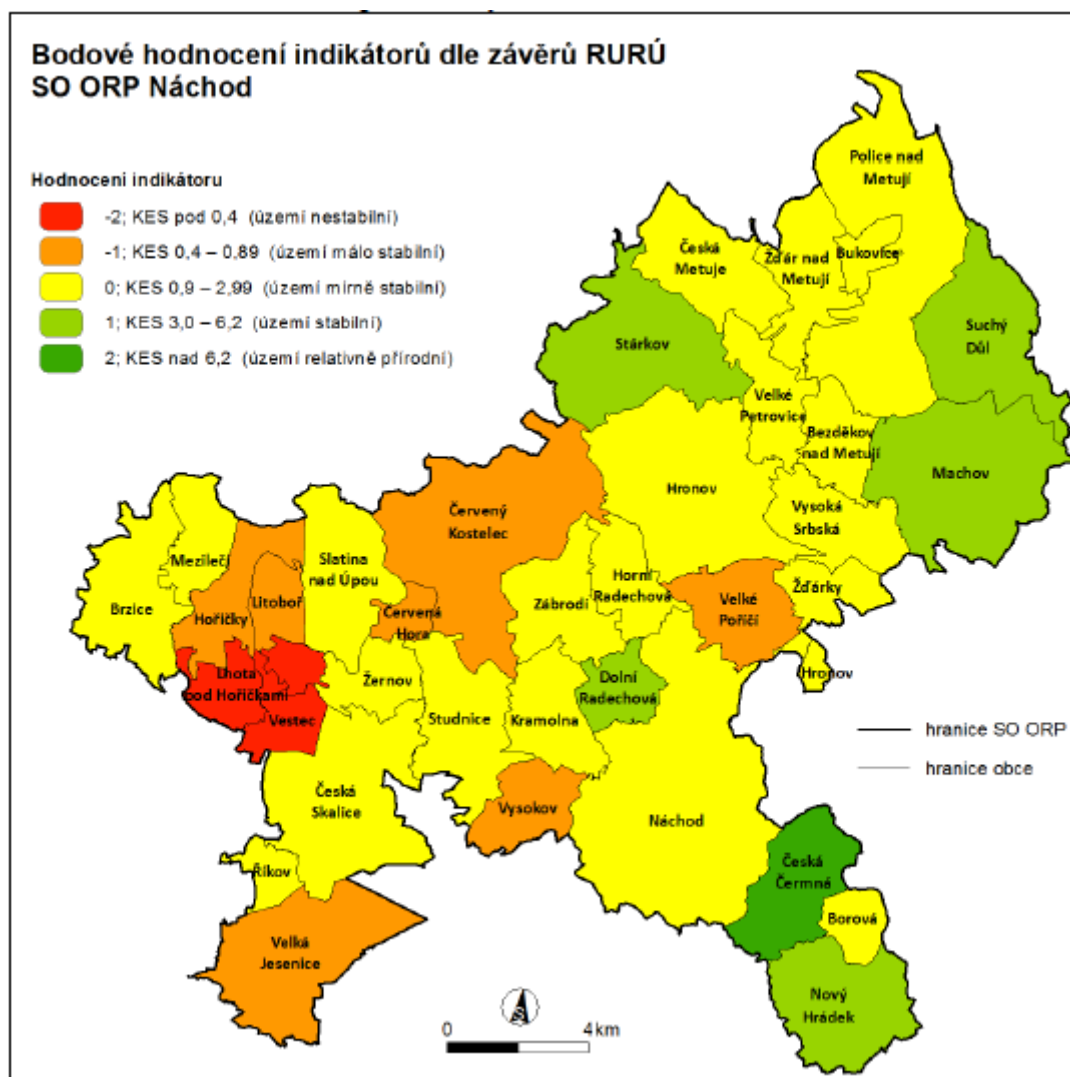 Bodové hodnocení indikátorů dle závěrů RURÚ
SO ORP Náchod
Hodnocení indikátoru
-2; KES pod 0,4 (území nestabilní)
-1; KES 0,4 – 0,89 (území málo stabilní)
0; KES 0,9 – 2,99 (území mírně stabilní)
1; KES 3,0 – 6,2 (území stabilní)
2; KES nad 6,2 (území relativně přírodní)
Police nad
Metují
Česká
Metuje
Žďár nad
Metují
Bukovice
Suchý
Důl
Stárkov
Velké
Petrovice
Bezděkov
nad Metují
Machov
Hronov
Vysoká
Srbská
Červený
Kostelec
Slatina
nad Úpou
Mezilečí
Brzice
Litoboř
Hořičky
Červená
Hora
Zábrodí
Horní
Radechová
Velké
Poříčí
Žďárky
Hronov
Lhota
pod Hořičkami
Vestec
Žernov
Studnice
Kramolna
Dolní
Radechová
hranice SO ORP
hranice obce
Česká
Skalice
Vysokov
Náchod
Česká
Čermná
Říkov
Borová
Velká
Jesenice
Nový
Hrádek
S
0
4 km